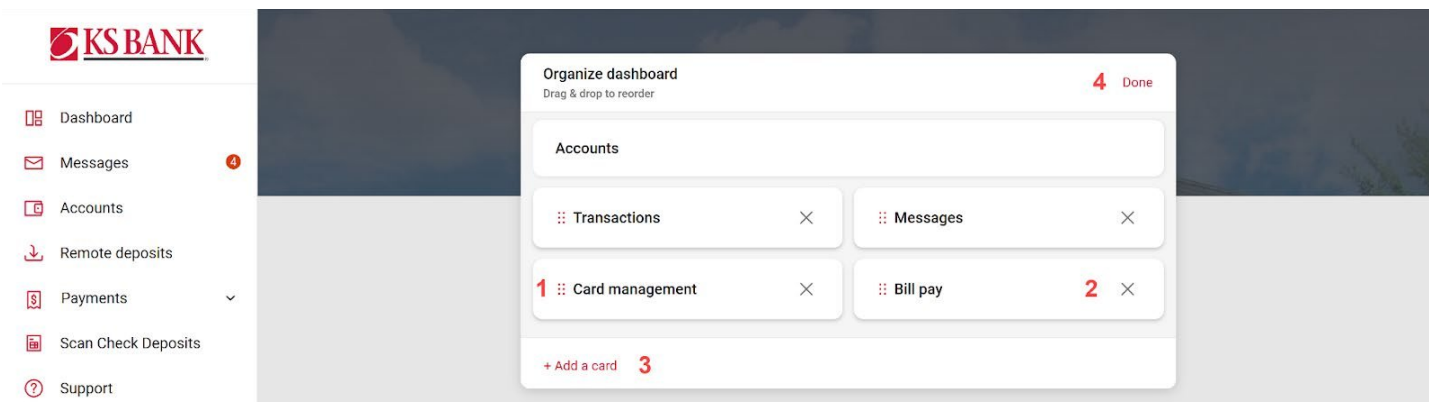 KS BANK
Dashboard
Messages 4
Accounts
Remote deposits
Payments
Scan Check Deposits
Support
Organize dashboard
Drag & drop to reorder
4 Done
Accounts
Transactions
Messages
1 Card management
Bill pay 2
+ Add a card 3